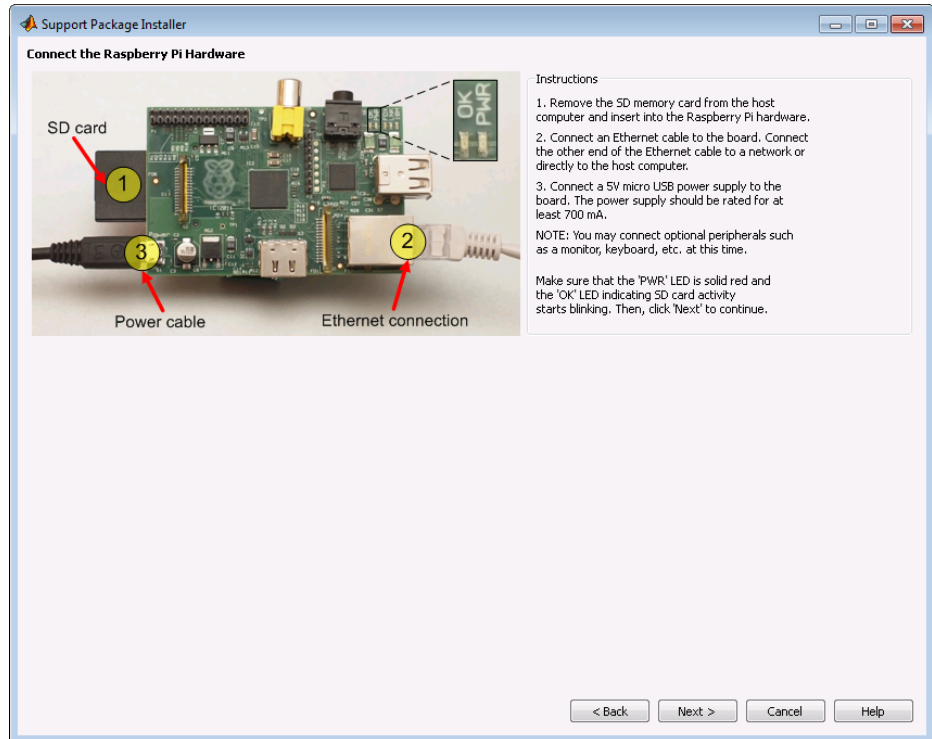 Support Package Installer
Connect the Raspberry Pi Hardware
SD card
1
OK
PWR
2
3
Power cable
Ethernet connection
Instructions
1. Remove the SD memory card from the host
computer and insert into the Raspberry Pi hardware.
2. Connect an Ethernet cable to the board. Connect
the other end of the Ethernet cable to a network or
directly to the host computer.
3. Connect a 5V micro USB power supply to the
board. The power supply should be rated for at
least 700 mA.
NOTE: You may connect optional peripherals such
as a monitor, keyboard, etc. at this time.
Make sure that the 'PWR' LED is solid red and
the 'OK' LED indicating SD card activity
starts blinking. Then, click 'Next' to continue.
< Back
Next >
Cancel
Help